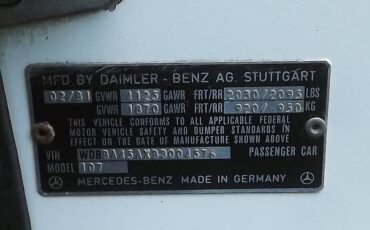 MFD BY DAIMLER - BENZ AG. STUTTGART
02/81 GVWR 4125 GAWR FRT/RR 2030/2095 LBS
GVWR 1870 GAWR FRT/RR 920/950 KG
THIS VEHICLE CONFORMS TO ALL APPLICABLE FEDERAL
MOTOR VEHICLE SAFETY AND BUMPER STANDARDS IN
EFFECT ON THE DATE OF MANUFACTURE SHOWN ABOVE
VIN PASSENGER CAR
MODEL 107
MERCEDES-BENZ MADE IN GERMANY